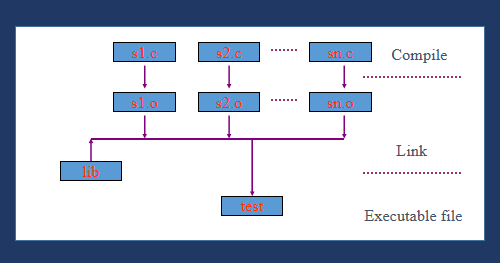 s1.c s2.c sn.c Compile
s1.o s2.o sn.o
Link
lib
test
Executable file